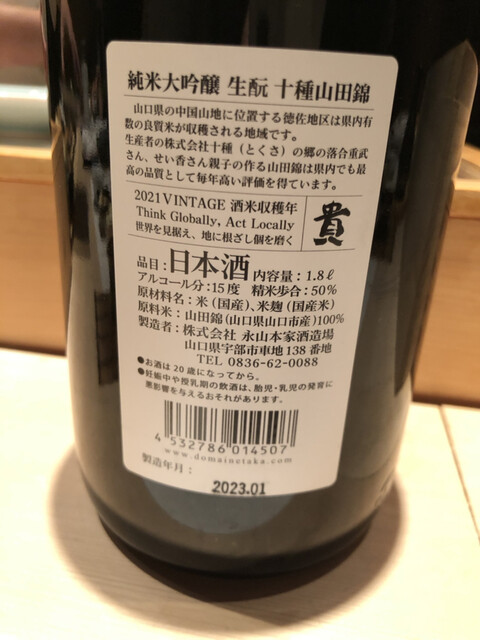 純米大吟醸 生酛 十種山田錦
山口県の中国山地に位置する徳佐地区は県内有
数の良質米が収穫される地域です。
生産者の株式会社十種（とくさ）の郷の落合重武
さん、せい香さん親子の作る山田錦は県内でも最
高の品質として毎年高い評価を得ています。
2021VINTAGE 酒米収穫年
Think Globally, Act Locally
世界を見据え、地に根ざし個を磨く
貴
品目：日本酒 内容量：1.8ℓ
アルコール分：15度 精米歩合：50%
原材料名：米（国産）、米麹（国産米）
原料米：山田錦（山口県山口市産）100%
製造者：株式会社 永山本家酒造場
山口県宇部市車地138番地
TEL 0836-62-0088
●お酒は20歳になってから。
●妊娠中や授乳期の飲酒は、胎児・乳児の発育に
悪影響を与えるおそれがあります。
4 532786 014507
www.domainetaka.com
製造年月：
2023.01